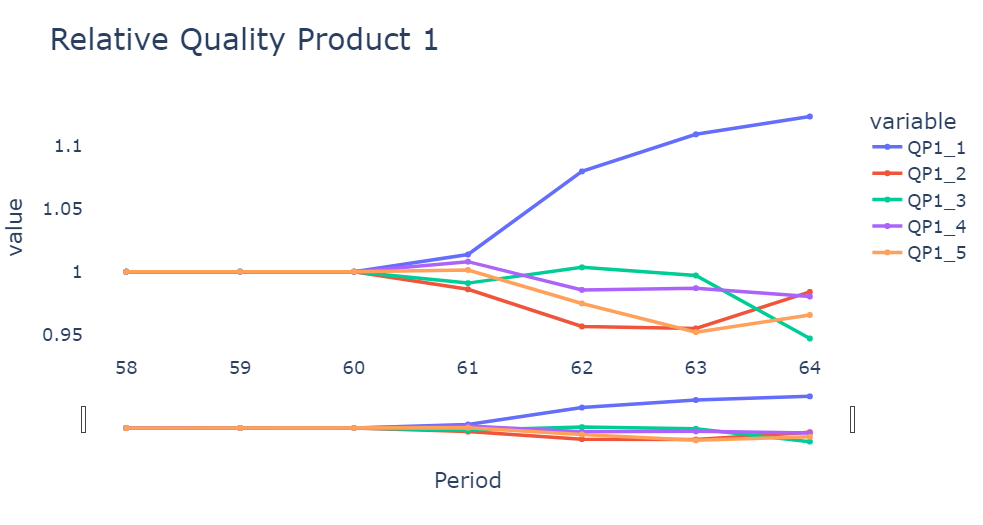 Relative Quality Product 1
variable
QP1_1
QP1_2
QP1_3
QP1_4
QP1_5
value
1.1
1.05
1
0.95
58 59 60 61 62 63 64
Period